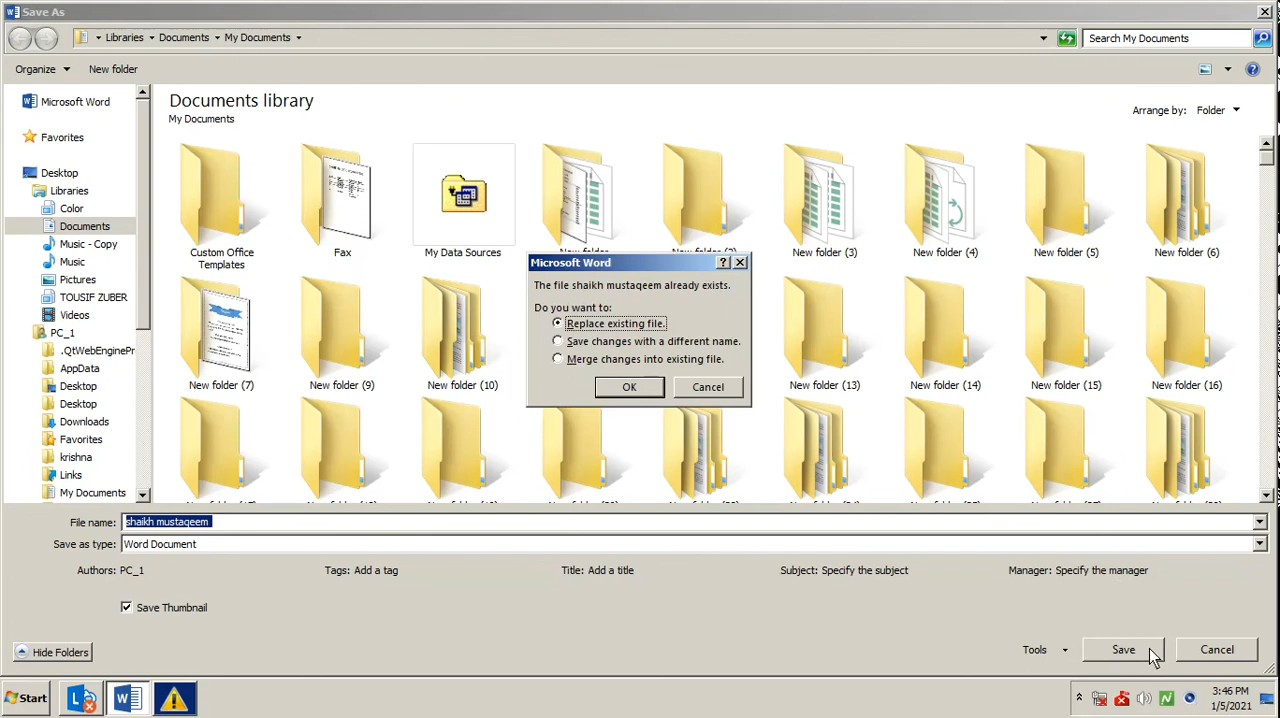 Save As
Libraries
Documents
My Documents
Search My Documents
Organize
New folder
Microsoft Word
Favorites
Desktop
Libraries
Color
Documents
Music - Copy
Music
Pictures
TOUSIF ZUBER
Videos
PC_1
.QtWebEnginePr
AppData
Desktop
Desktop
Downloads
Favorites
krishna
Links
My Documents
Documents library
My Documents
Arrange by: Folder
Custom Office Templates
Fax
My Data Sources
New folder
New folder (2)
New folder (3)
New folder (4)
New folder (5)
New folder (6)
New folder (7)
New folder (9)
New folder (10)
New folder (13)
New folder (14)
New folder (15)
New folder (16)
Microsoft Word
The file shaikh mustaqeem already exists.
Do you want to:
Replace existing file.
Save changes with a different name.
Merge changes into existing file.
OK
Cancel
File name: shaikh mustaqeem
Save as type: Word Document
Authors: PC_1
Tags: Add a tag
Title: Add a title
Subject: Specify the subject
Manager: Specify the manager
Save Thumbnail
Hide Folders
Tools
Save
Cancel
Start
3:46 PM
1/5/2021